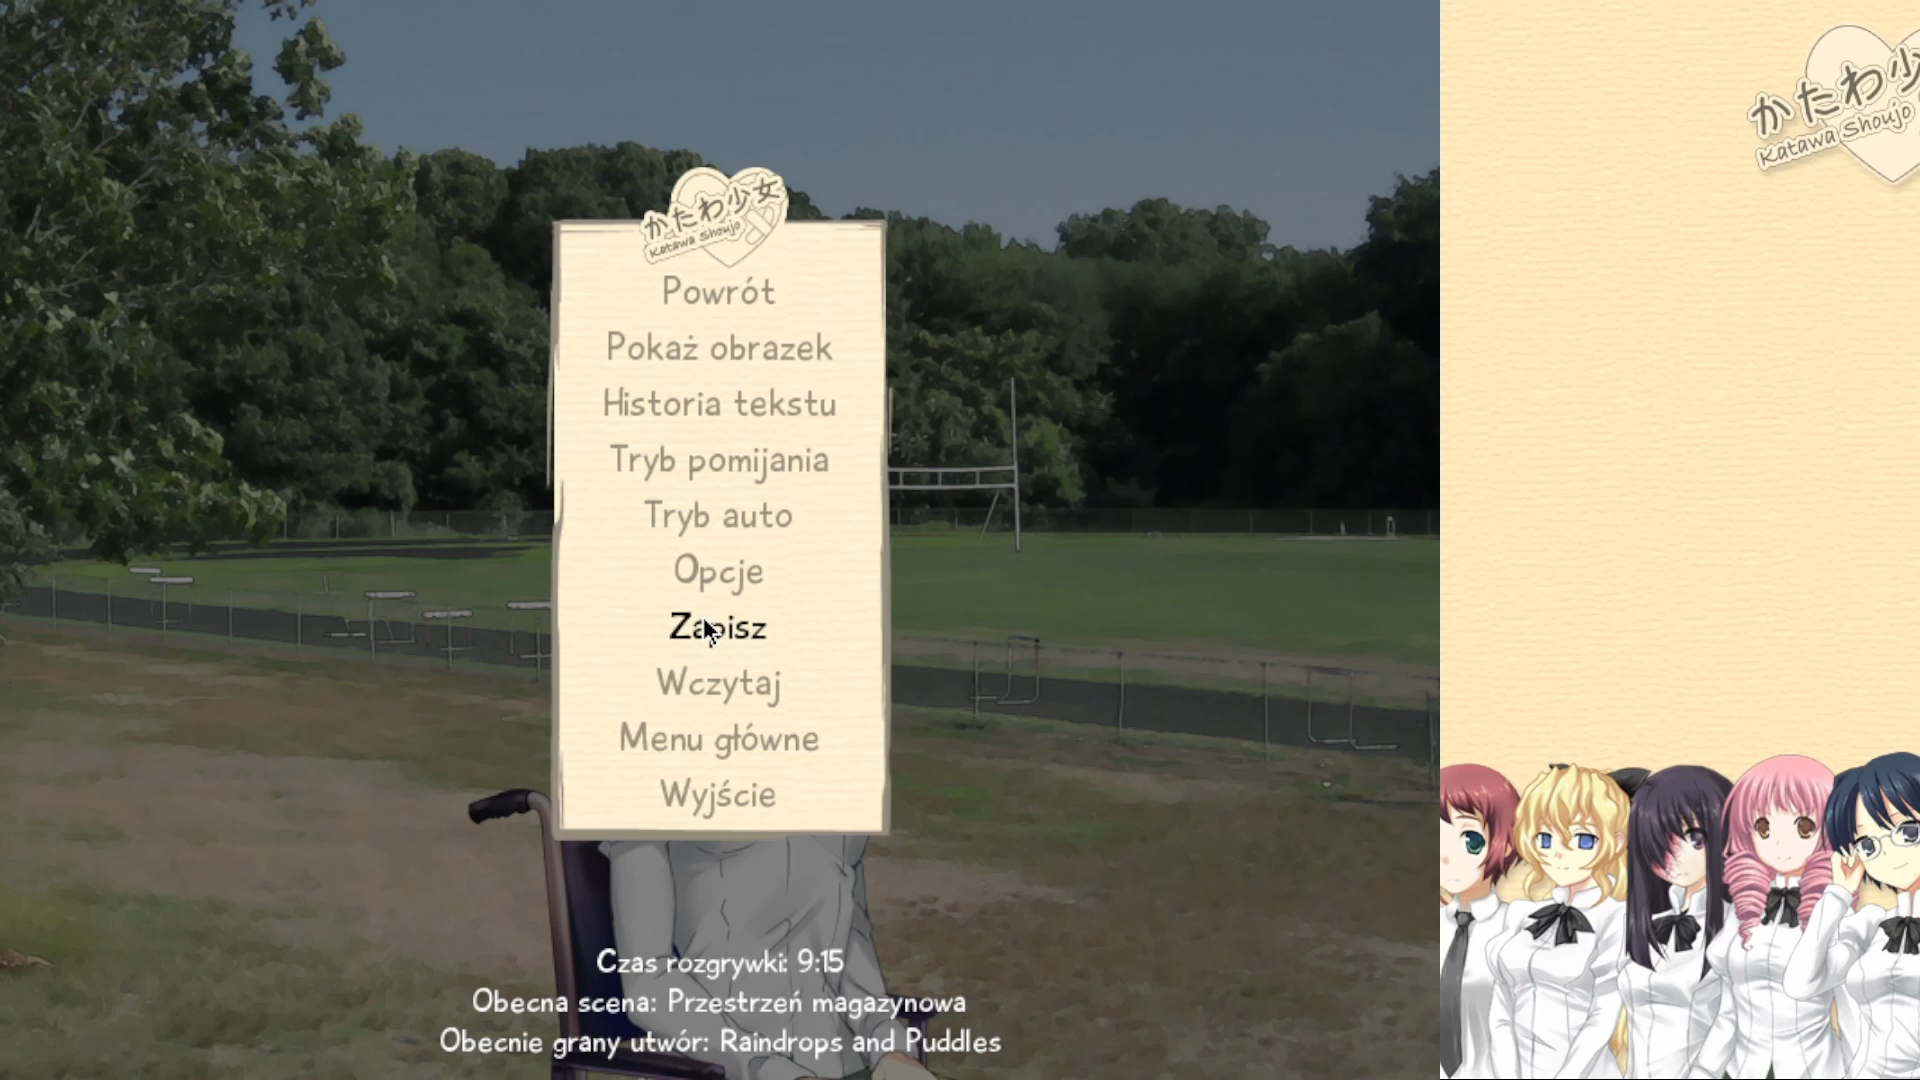 かたわ少女
Katawa Shoujo
Powrót
Pokaż obrazek
Historia tekstu
Tryb pomijania
Tryb auto
Opcje
Zapisz
Wczytaj
Menu główne
Wyjście
Czas rozgrywki: 9:15
Obecna scena: Przestrzeń magazynowa
Obecnie grany utwór: Raindrops and Puddles
かたわ少
Katawa Shoujo